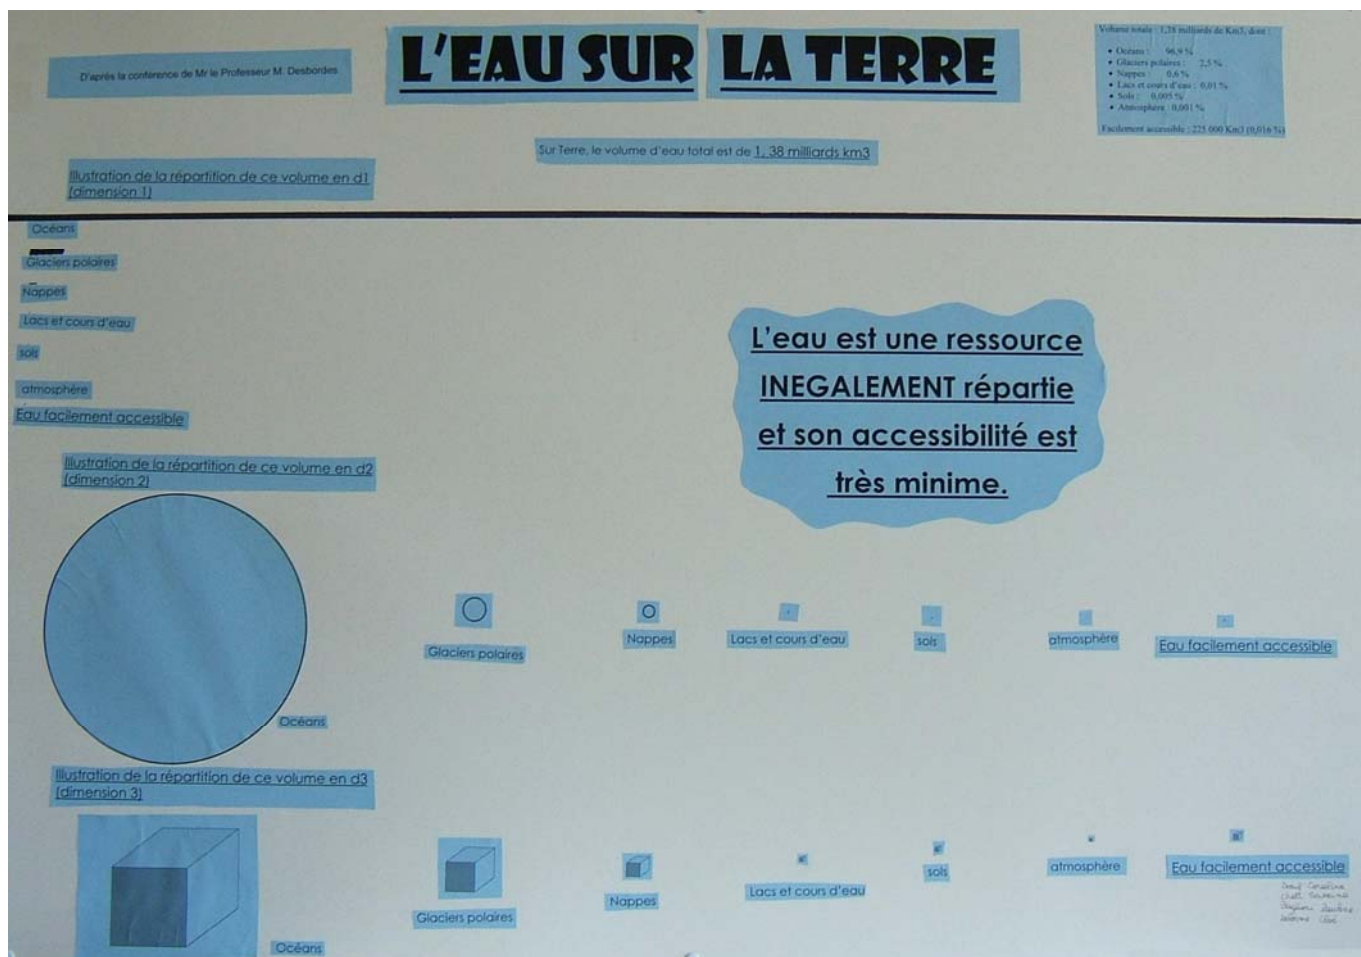 D'après la conférence de Mr le Professeur M. Desbordes
L'EAU SUR LA TERRE
Volume totale : 1,38 milliards de Km3, dont :
• Océans : 96,9 %
• Glaciers polaires : 2,5 %
• Nappes : 0,6 %
• Lacs et cours d'eau : 0,01 %
• Sols : 0,005 %
• Atmosphère : 0,001 %
Facilement accessible : 225 000 Km3 (0,016 %)
Sur Terre, le volume d'eau total est de 1, 38 milliards km3
Illustration de la répartition de ce volume en d1
(dimension 1)
Océans
Glaciers polaires
Nappes
Lacs et cours d'eau
sols
atmosphère
Eau facilement accessible
L'eau est une ressource
INEGALEMENT répartie
et son accessibilité est
très minime.
Illustration de la répartition de ce volume en d2
(dimension 2)
Océans
Glaciers polaires
Nappes
Lacs et cours d'eau
sols
atmosphère
Eau facilement accessible
Illustration de la répartition de ce volume en d3
(dimension 3)
Océans
Glaciers polaires
Nappes
Lacs et cours d'eau
sols
atmosphère
Eau facilement accessible